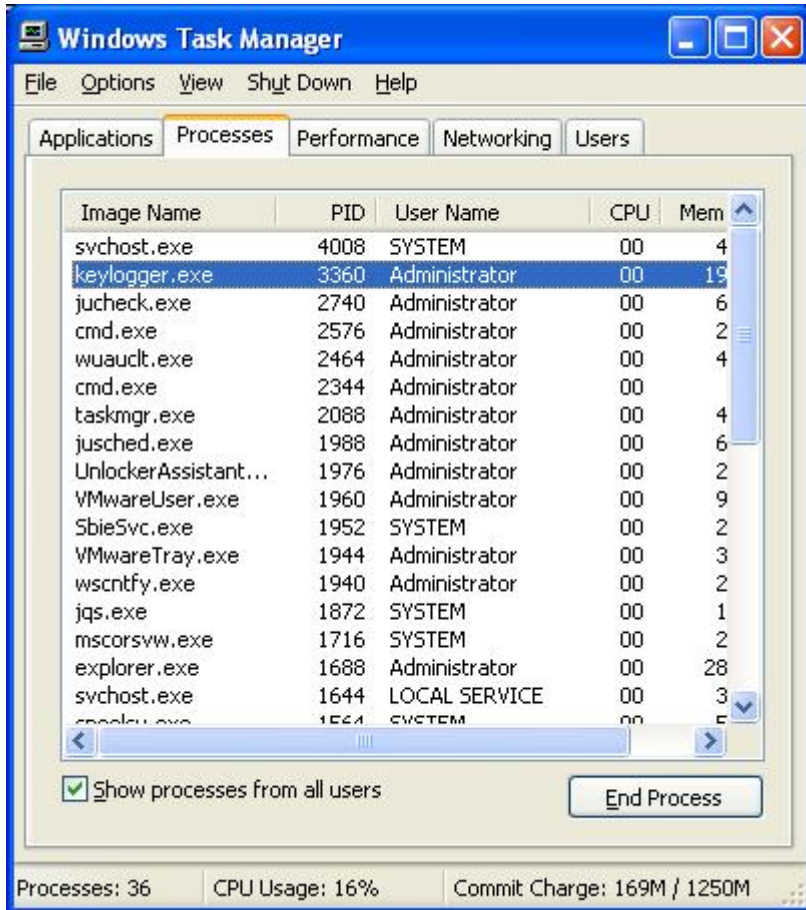 Windows Task Manager
File Options View Shut Down Help
Applications Processes Performance Networking Users
Image Name PID User Name CPU Mem
svchost.exe 4008 SYSTEM 00 4
keylogger.exe 3360 Administrator 00 19
jucheck.exe 2740 Administrator 00 6
cmd.exe 2576 Administrator 00 2
wuauclt.exe 2464 Administrator 00 4
cmd.exe 2344 Administrator 00
taskmgr.exe 2088 Administrator 00 4
jusched.exe 1988 Administrator 00 6
UnlockerAssistant... 1976 Administrator 00 2
VMwareUser.exe 1960 Administrator 00 9
SbieSvc.exe 1952 SYSTEM 00 2
VMwareTray.exe 1944 Administrator 00 3
wscntfy.exe 1940 Administrator 00 2
jqs.exe 1872 SYSTEM 00 1
mscorsvw.exe 1716 SYSTEM 00 2
explorer.exe 1688 Administrator 00 28
svchost.exe 1644 LOCAL SERVICE 00 3
1564 SYSTEM 00 5
Show processes from all users End Process
Processes: 36 CPU Usage: 16% Commit Charge: 169M / 1250M